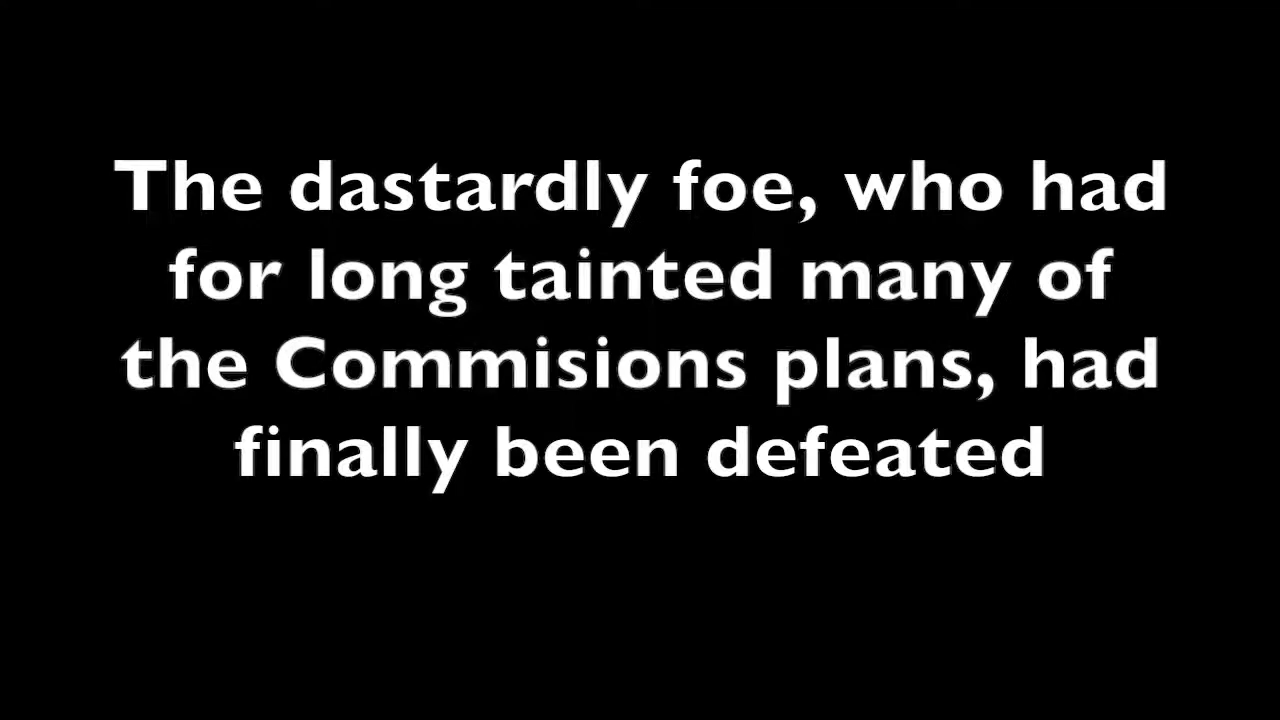 The dastardly foe, who had
for long tainted many of
the Commisions plans, had
finally been defeated